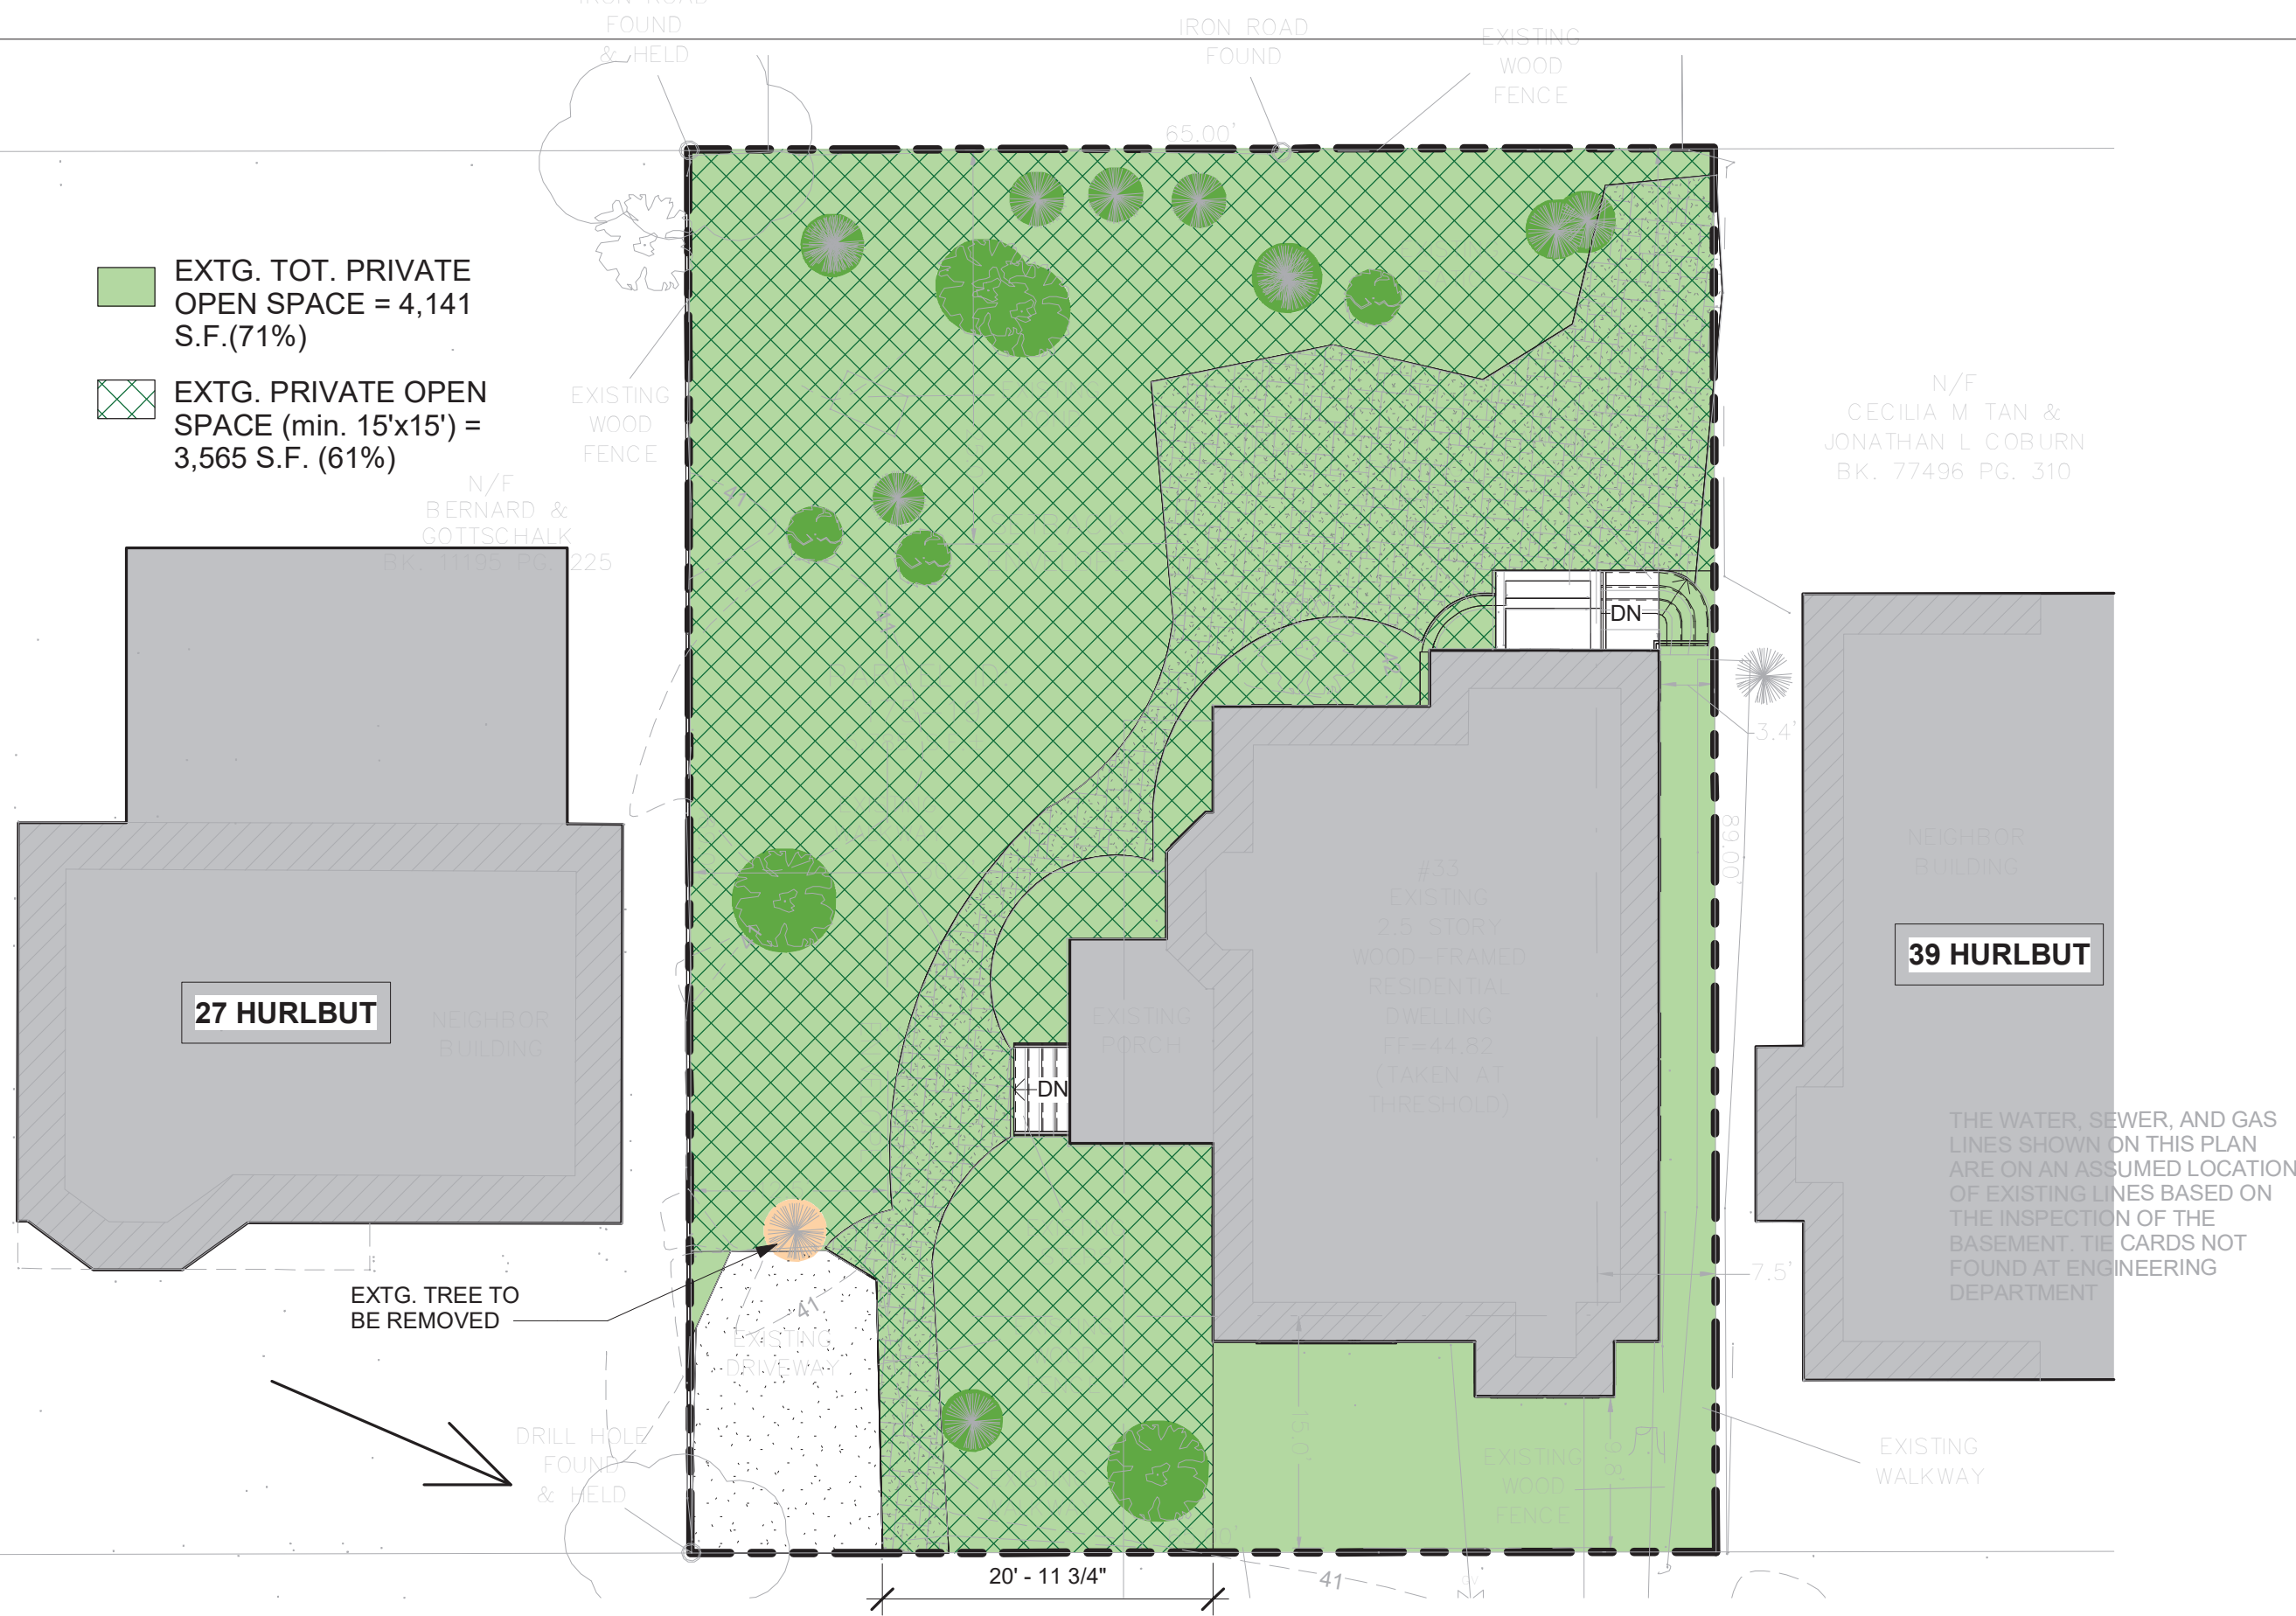 IRON ROAD
FOUND
& HELD
IRON ROAD
FOUND
EXISTING
WOOD
FENCE
65.00'
EXTG. TOT. PRIVATE
OPEN SPACE = 4,141
S.F.(71%)
EXTG. PRIVATE OPEN
SPACE (min. 15'x15') =
3,565 S.F. (61%)
EXISTING
WOOD
FENCE
N/F
BERNARD &
GOTTSCHALK
BK. 11195 PG. 225
N/F
CECILIA M TAN &
JONATHAN L COBURN
BK. 77496 PG. 310
41
DN
42
3.4'
89.00'
NEIGHBOR
BUILDING
39 HURLBUT
#33
EXISTING
2.5 STORY
WOOD-FRAMED
RESIDENTIAL
DWELLING
FF=44.82
(TAKEN AT
THRESHOLD)
EXISTING
PORCH
DN
27 HURLBUT
NEIGHBOR
BUILDING
THE WATER, SEWER, AND GAS
LINES SHOWN ON THIS PLAN
ARE ON AN ASSUMED LOCATION
OF EXISTING LINES BASED ON
THE INSPECTION OF THE
BASEMENT. TIE CARDS NOT
FOUND AT ENGINEERING
DEPARTMENT
7.5'
EXTG. TREE TO
BE REMOVED
41
EXISTING
DRIVEWAY
DRILL HOLE
FOUND
& HELD
15.0'
9.8'
EXISTING
WOOD
FENCE
EXISTING
WALKWAY
20' - 11 3/4"
41